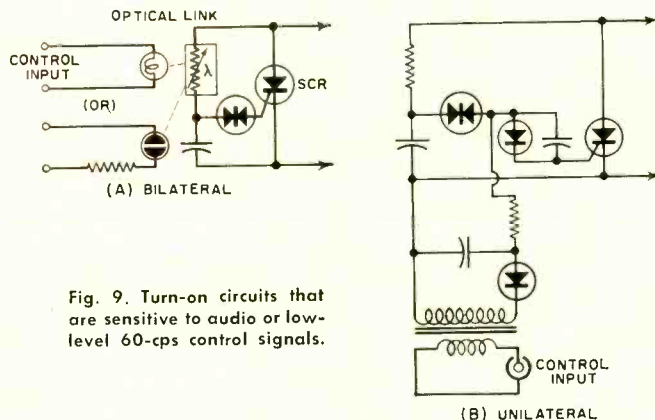 OPTICAL LINK
CONTROL
INPUT
(OR)
λ
SCR
(A) BILATERAL
Fig. 9. Turn-on circuits that
are sensitive to audio or low-
level 60-cps control signals.
CONTROL
INPUT
(B) UNILATERAL